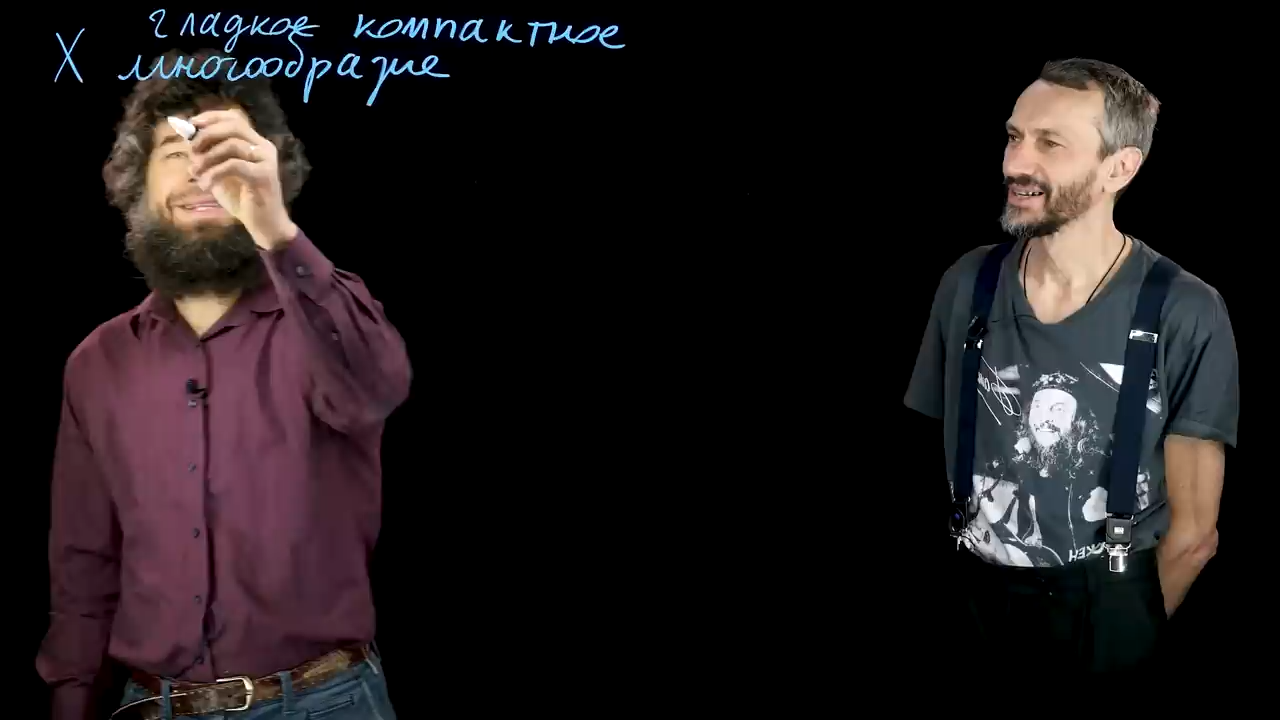 гладкое компактное
X многообразие